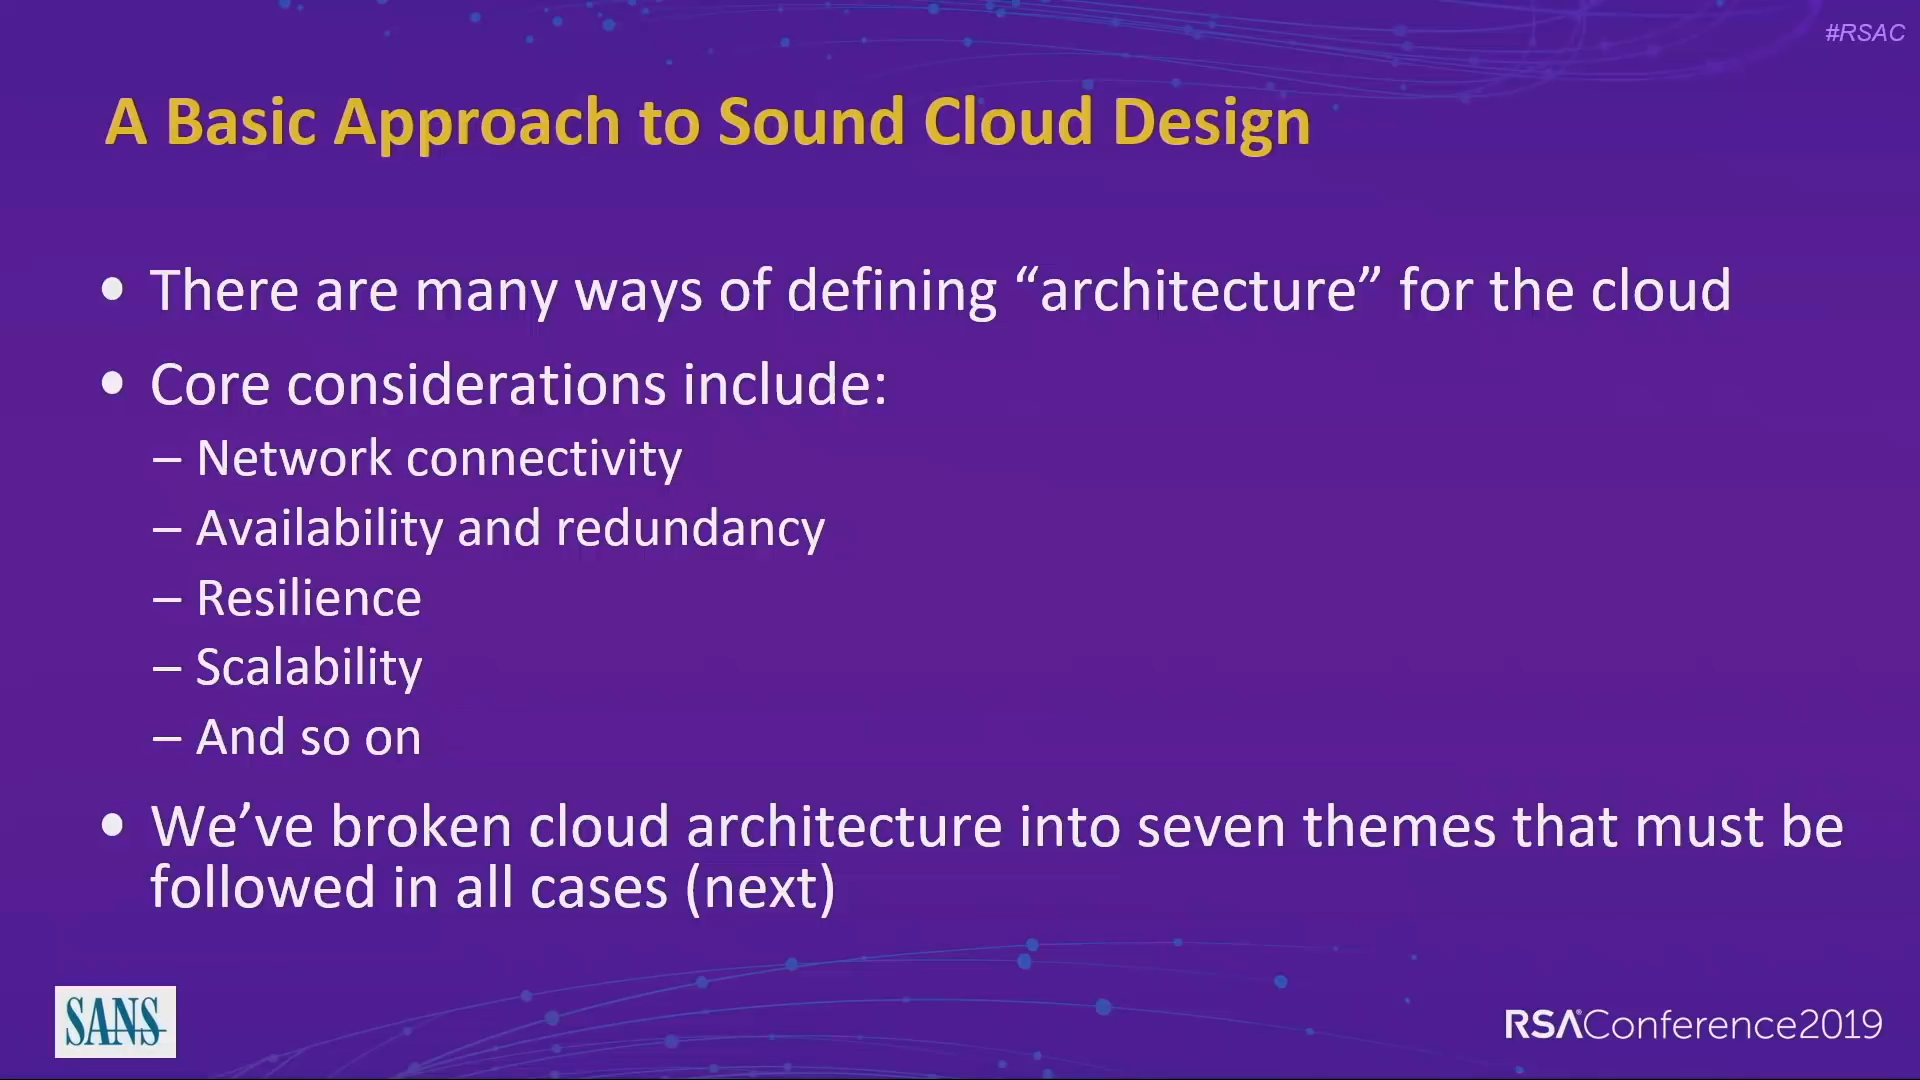 #RSAC
A Basic Approach to Sound Cloud Design
• There are many ways of defining “architecture” for the cloud
• Core considerations include:
– Network connectivity
– Availability and redundancy
– Resilience
– Scalability
– And so on
• We’ve broken cloud architecture into seven themes that must be
followed in all cases (next)
SANS
RSAConference2019